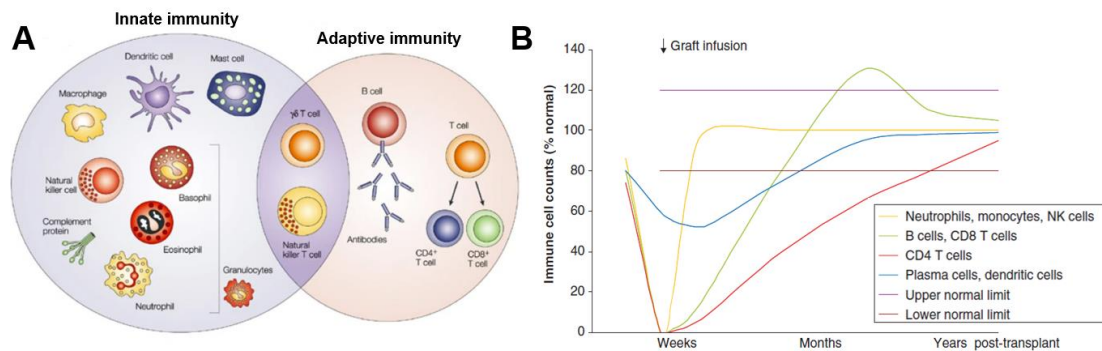 A
Innate immunity
Adaptive immunity
Dendritic cell
Mast cell
Macrophage
γδ T cell
B cell
T cell
Natural
killer cell
Basophil
Complement
protein
Eosinophil
Antibodies
Natural
killer T cell
CD4+
T cell
CD8+
T cell
Granulocytes
Neutrophil
B
Graft infusion
Immune cell counts (% normal)
140
120
100
80
60
40
20
0
Neutrophils, monocytes, NK cells
B cells, CD8 T cells
CD4 T cells
Plasma cells, dendritic cells
Upper normal limit
Lower normal limit
Weeks
Months
Years post-transplant